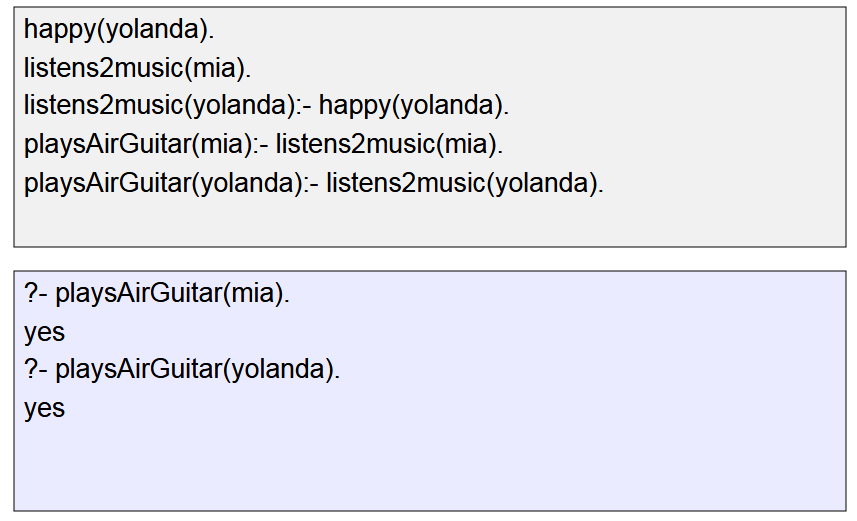 happy(yolanda).
listens2music(mia).
listens2music(yolanda):- happy(yolanda).
playsAirGuitar(mia):- listens2music(mia).
playsAirGuitar(yolanda):- listens2music(yolanda).
?- playsAirGuitar(mia).
yes
?- playsAirGuitar(yolanda).
yes